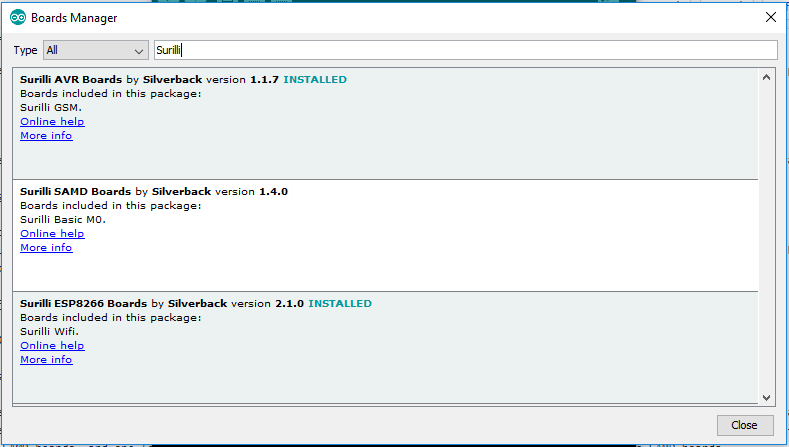 Boards Manager
Type All Surilli
Surilli AVR Boards by Silverback version 1.1.7 INSTALLED
Boards included in this package:
Surilli GSM.
Online help
More info
Surilli SAMD Boards by Silverback version 1.4.0
Boards included in this package:
Surilli Basic M0.
Online help
More info
Surilli ESP8266 Boards by Silverback version 2.1.0 INSTALLED
Boards included in this package:
Surilli Wifi.
Online help
More info
Close